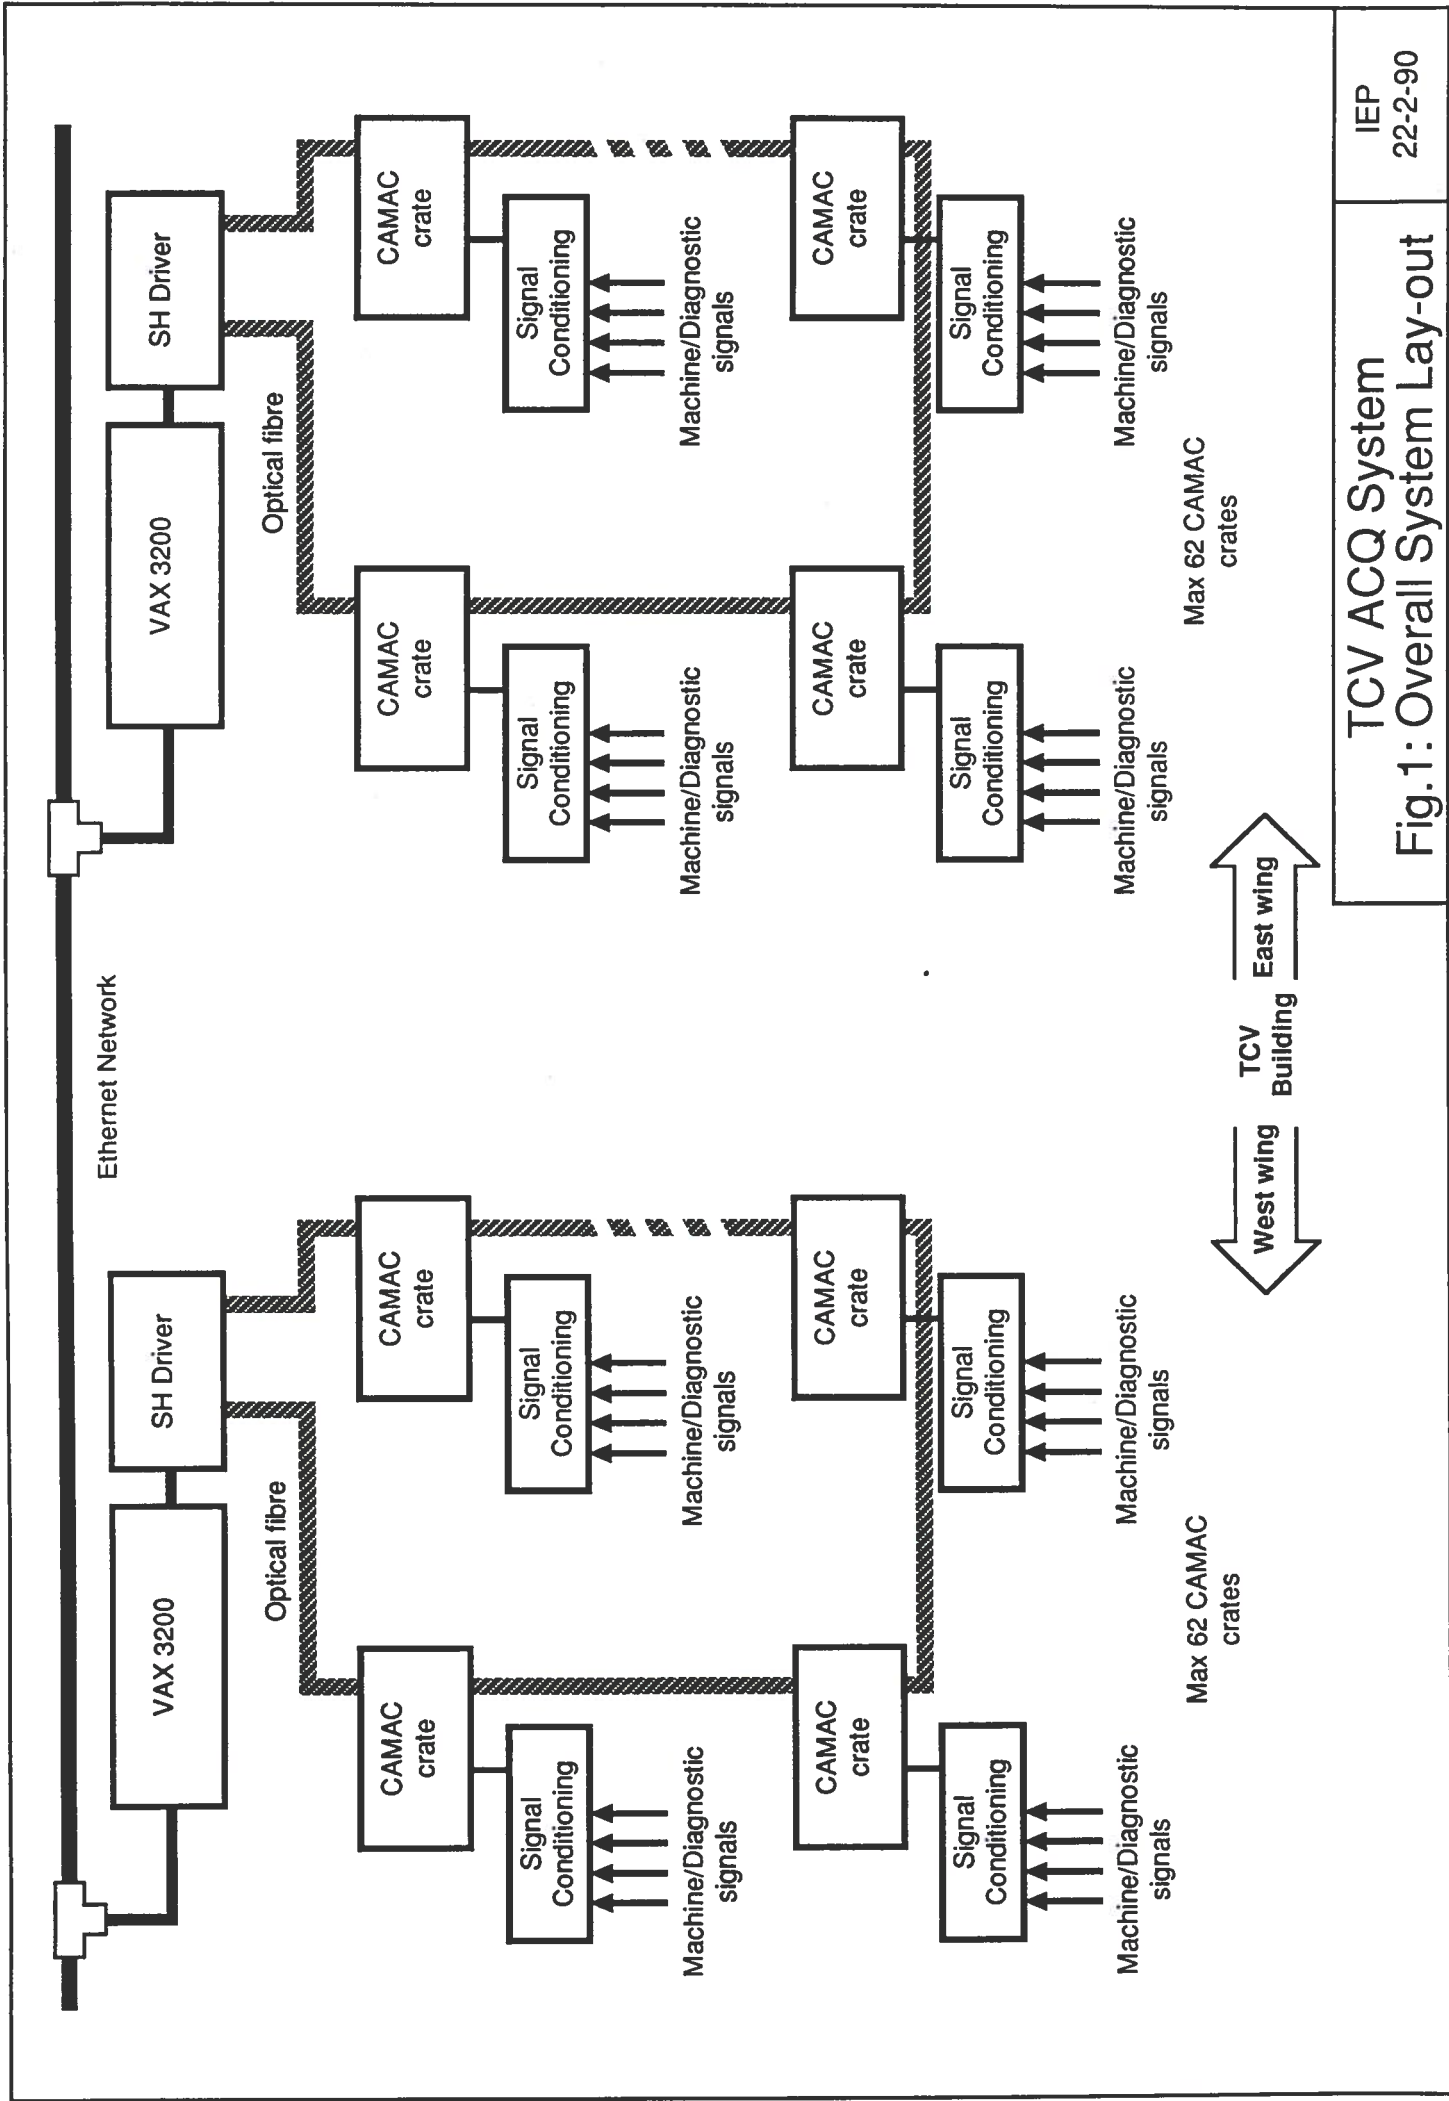 Ethernet Network
VAX 3200
SH Driver
Optical fibre
CAMAC
crate
CAMAC
crate
Signal
Conditioning
Signal
Conditioning
Machine/Diagnostic
signals
Machine/Diagnostic
signals
CAMAC
crate
CAMAC
crate
Signal
Conditioning
Signal
Conditioning
Machine/Diagnostic
signals
Machine/Diagnostic
signals
Max 62 CAMAC
crates
VAX 3200
SH Driver
Optical fibre
CAMAC
crate
CAMAC
crate
Signal
Conditioning
Signal
Conditioning
Machine/Diagnostic
signals
Machine/Diagnostic
signals
CAMAC
crate
CAMAC
crate
Signal
Conditioning
Signal
Conditioning
Machine/Diagnostic
signals
Machine/Diagnostic
signals
Max 62 CAMAC
crates
West wing
TCV
Building
East wing
TCV ACQ System
Fig.1: Overall System Lay-out
IEP
22-2-90